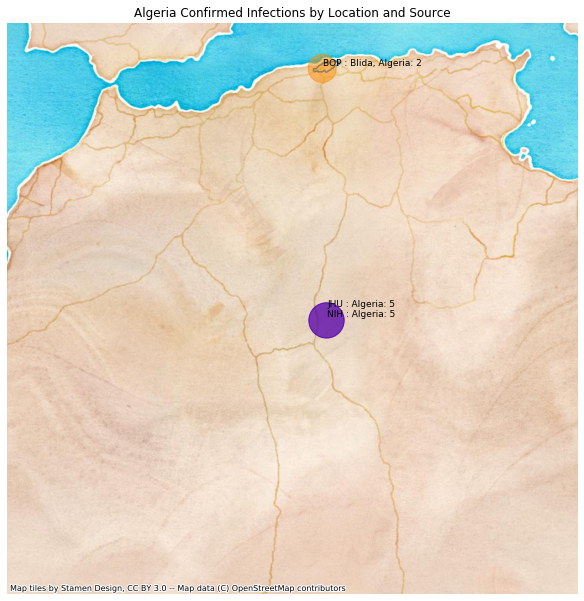 Algeria Confirmed Infections by Location and Source
BOP : Blida, Algeria: 2
JHU : Algeria: 5
NIH : Algeria: 5
Map tiles by Stamen Design, CC BY 3.0 -- Map data (C) OpenStreetMap contributors